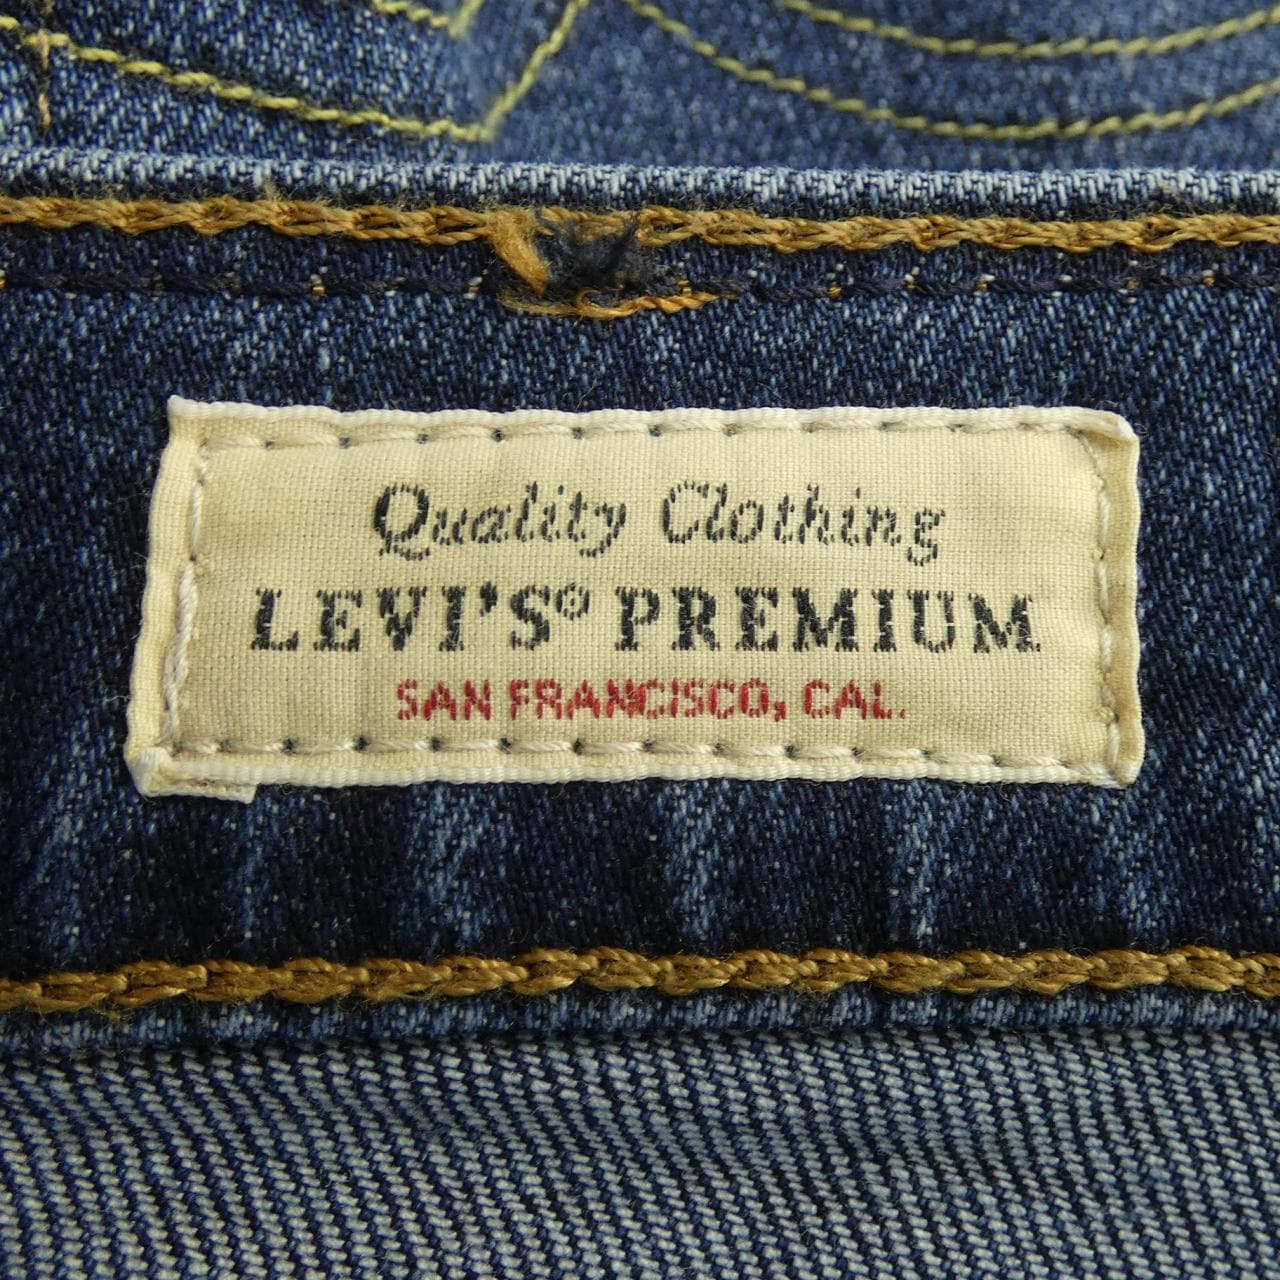 Quality Clothing
LEVI'S® PREMIUM
SAN FRANCISCO, CAL.